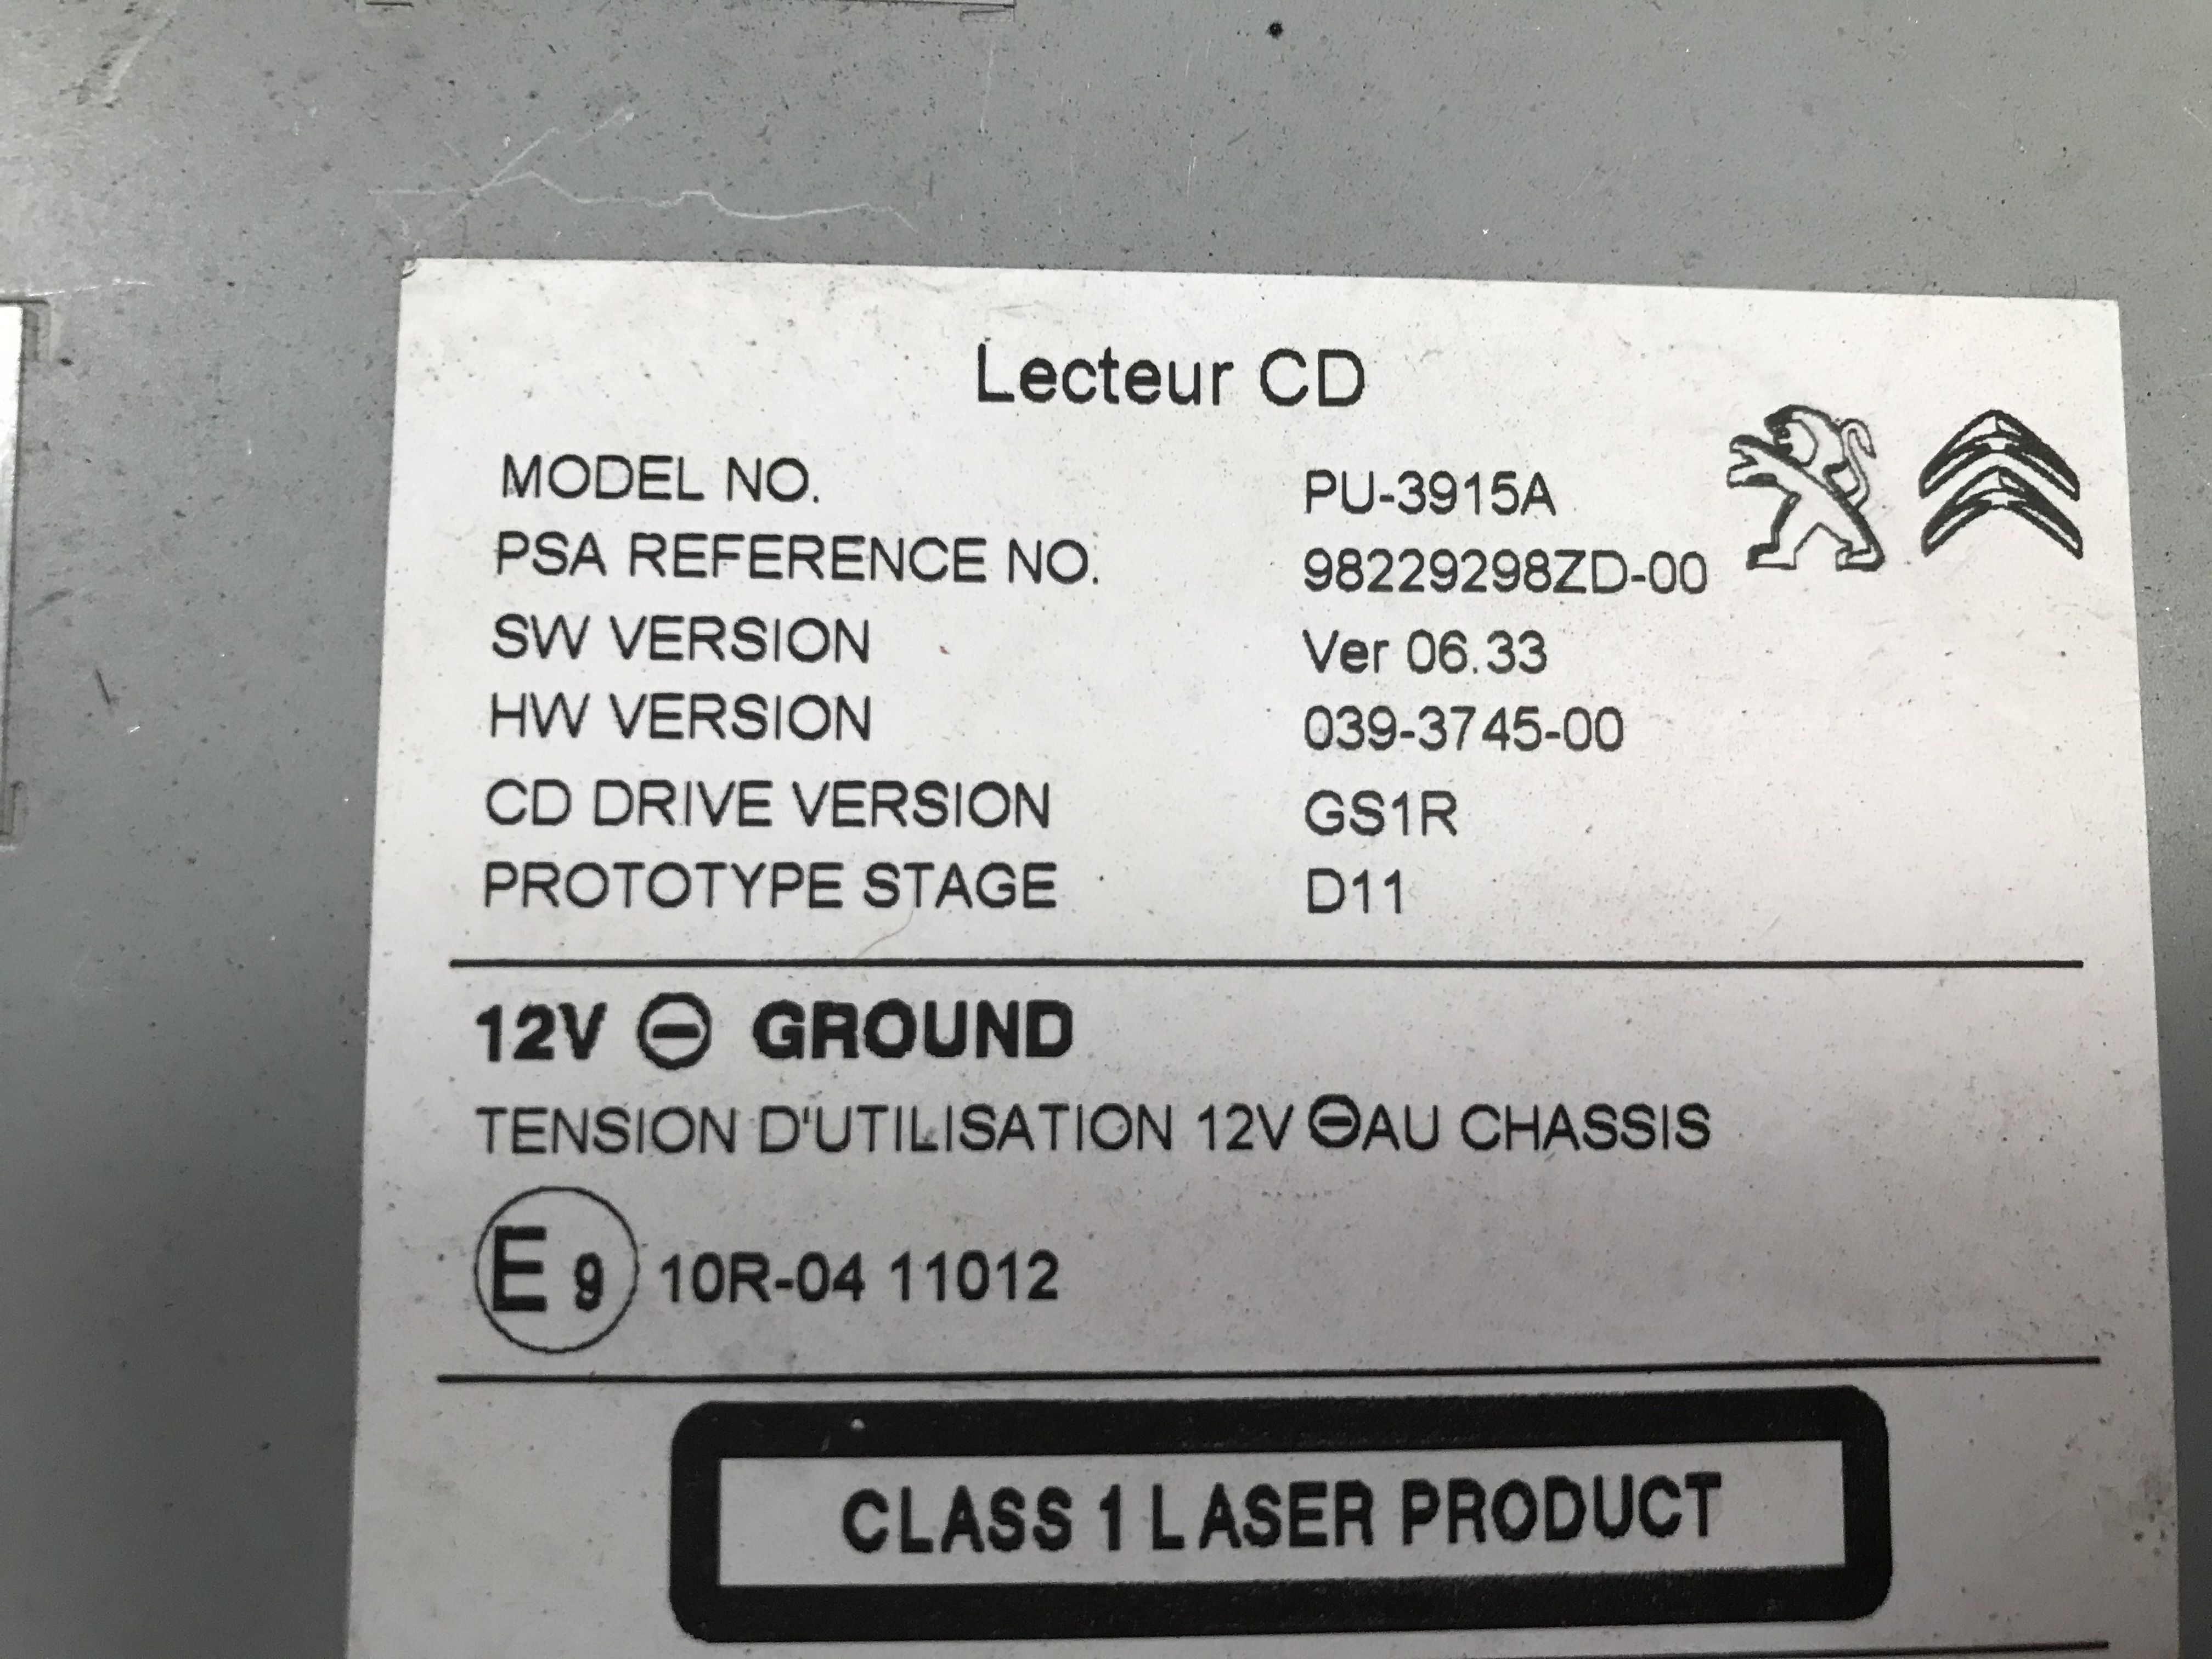 Lecteur CD
MODEL NO. PU-3915A
PSA REFERENCE NO. 98229298ZD-00
SW VERSION Ver 06.33
HW VERSION 039-3745-00
CD DRIVE VERSION GS1R
PROTOTYPE STAGE D11
12V ⊖ GROUND
TENSION D'UTILISATION 12V ⊖AU CHASSIS
E9 10R-04 11012
CLASS 1 LASER PRODUCT